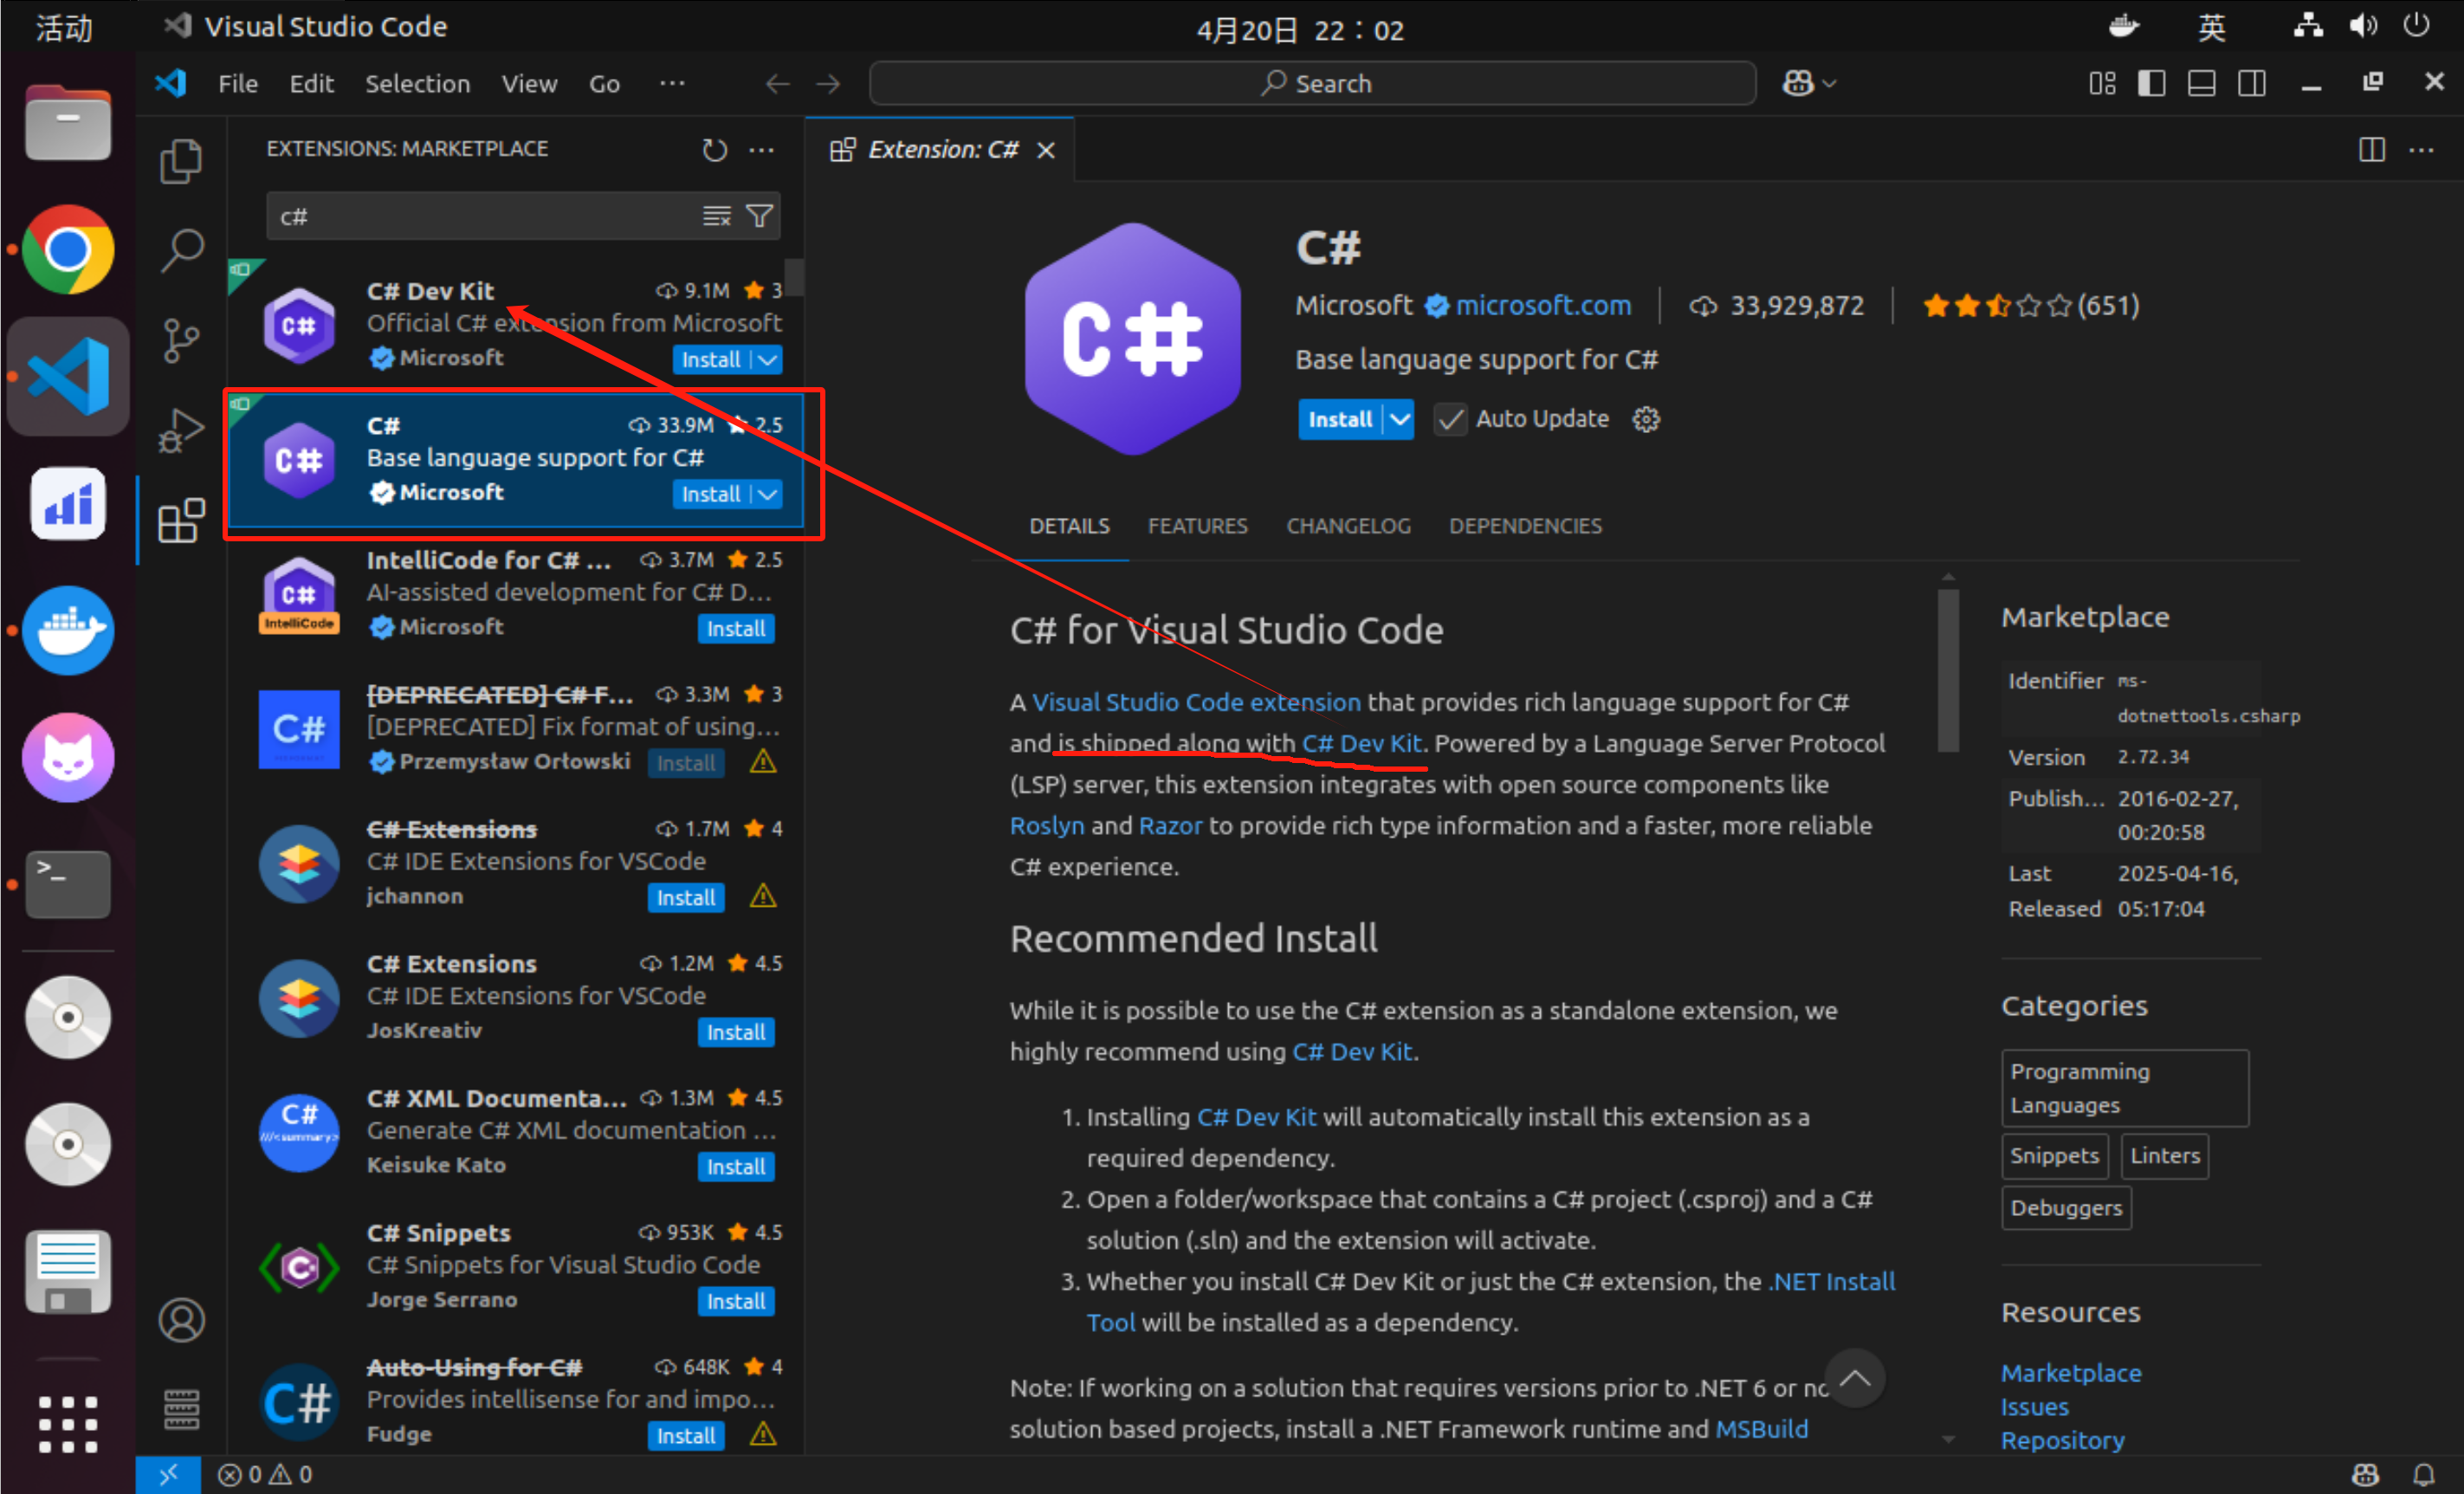 活动
Visual Studio Code
4月20日 22：02
英
File Edit Selection View Go ···
Search
EXTENSIONS: MARKETPLACE
c#
C# Dev Kit 9.1M 3
Official C# extension from Microsoft
Microsoft
Install
C# 33.9M 2.5
Base language support for C#
Microsoft
Install
IntelliCode for C# ... 3.7M 2.5
AI-assisted development for C# D...
IntelliCode
Microsoft
Install
[DEPRECATED] C# F... 3.3M 3
[DEPRECATED] Fix format of using...
Przemysław Orłowski
Install
C# Extensions 1.7M 4
C# IDE Extensions for VSCode
jchannon
Install
C# Extensions 1.2M 4.5
C# IDE Extensions for VSCode
JosKreativ
Install
C# XML Documenta... 1.3M 4.5
Generate C# XML documentation ...
C#
///<summary>
Keisuke Kato
Install
C# Snippets 953K 4.5
C# Snippets for Visual Studio Code
Jorge Serrano
Install
Auto-Using for C# 648K 4
Provides intellisense for and impo...
Fudge
Install
Extension: C#
C#
C#
Microsoft microsoft.com 33,929,872 (651)
Base language support for C#
Install Auto Update
DETAILS FEATURES CHANGELOG DEPENDENCIES
C# for Visual Studio Code
A Visual Studio Code extension that provides rich language support for C#
and is shipped along with C# Dev Kit. Powered by a Language Server Protocol
(LSP) server, this extension integrates with open source components like
Roslyn and Razor to provide rich type information and a faster, more reliable
C# experience.
Recommended Install
While it is possible to use the C# extension as a standalone extension, we
highly recommend using C# Dev Kit.
1. Installing C# Dev Kit will automatically install this extension as a
required dependency.
2. Open a folder/workspace that contains a C# project (.csproj) and a C#
solution (.sln) and the extension will activate.
3. Whether you install C# Dev Kit or just the C# extension, the .NET Install
Tool will be installed as a dependency.
Note: If working on a solution that requires versions prior to .NET 6 or
solution based projects, install a .NET Framework runtime and MSBuild
Marketplace
Identifier ms-
dotnettools.csharp
Version 2.72.34
Publish... 2016-02-27,
00:20:58
Last 2025-04-16,
Released 05:17:04
Categories
Programming
Languages
Snippets Linters
Debuggers
Resources
Marketplace
Issues
Repository
0 0